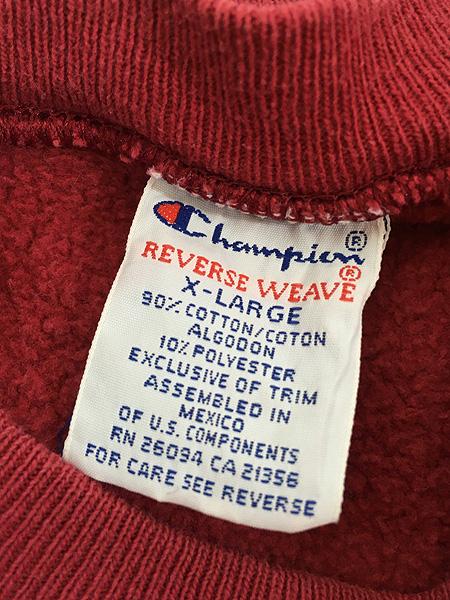 Champion®
REVERSE WEAVE®
X-LARGE
90% COTTON/COTON
ALGODON
10% POLYESTER
EXCLUSIVE OF TRIM
ASSEMBLED IN
MEXICO
OF U.S. COMPONENTS
RN 26094 CA 21356
FOR CARE SEE REVERSE